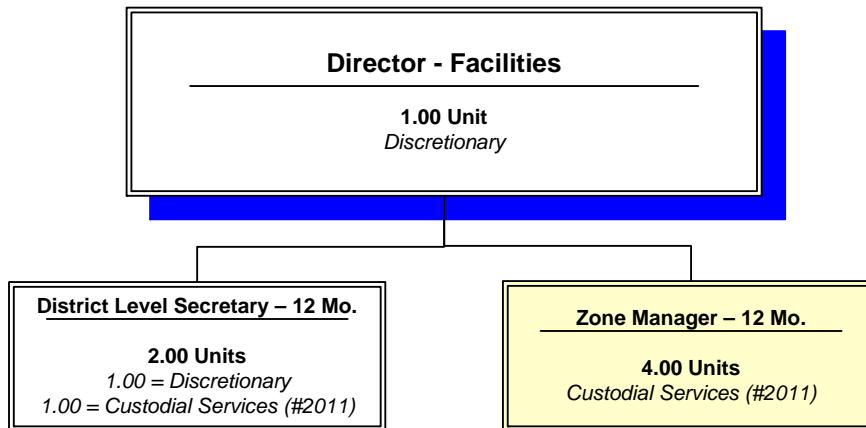 Director - Facilities
1.00 Unit
Discretionary
District Level Secretary – 12 Mo.
2.00 Units
1.00 = Discretionary
1.00 = Custodial Services (#2011)
Zone Manager – 12 Mo.
4.00 Units
Custodial Services (#2011)